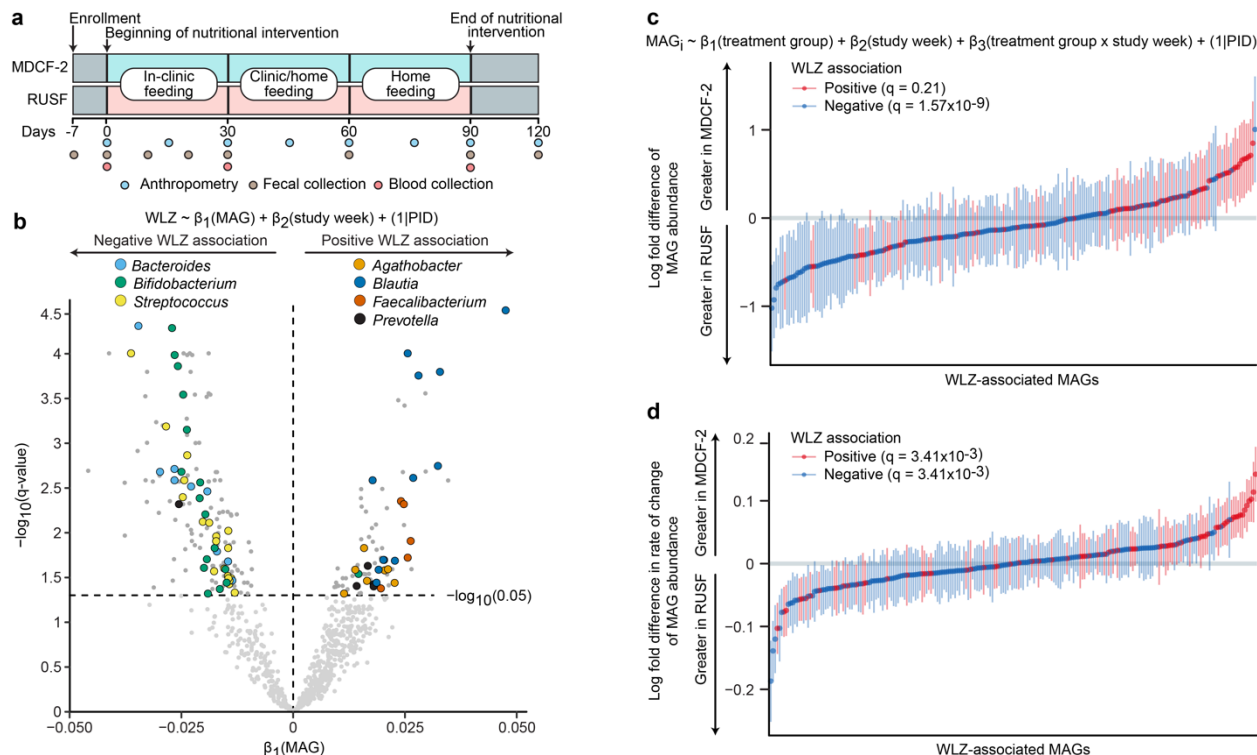 a
Enrollment
Beginning of nutritional intervention
End of nutritional
intervention
MDCF-2
RUSF
In-clinic
feeding
Clinic/home
feeding
Home
feeding
Days
-7 0 30 60 90 120
Anthropometry Fecal collection Blood collection
b
WLZ ~ β1(MAG) + β2(study week) + (1|PID)
Negative WLZ association
Positive WLZ association
Bacteroides
Bifidobacterium
Streptococcus
Agathobacter
Blautia
Faecalibacterium
Prevotella
−log10(q-value)
4.5
4
3.5
3
2.5
2
1.5
1
0.5
0
−log10(0.05)
-0.050 -0.025 0 0.025 0.050
β1(MAG)
c
MAGi ~ β1(treatment group) + β2(study week) + β3(treatment group x study week) + (1|PID)
WLZ association
Positive (q = 0.21)
Negative (q = 1.57x10-9)
Log fold difference of
MAG abundance
Greater in RUSF
Greater in MDCF-2
1
0
−1
WLZ-associated MAGs
d
WLZ association
Positive (q = 3.41x10-3)
Negative (q = 3.41x10-3)
Log fold difference in rate of change
of MAG abundance
Greater in RUSF
Greater in MDCF-2
0.2
0.1
0
−0.1
−0.2
WLZ-associated MAGs